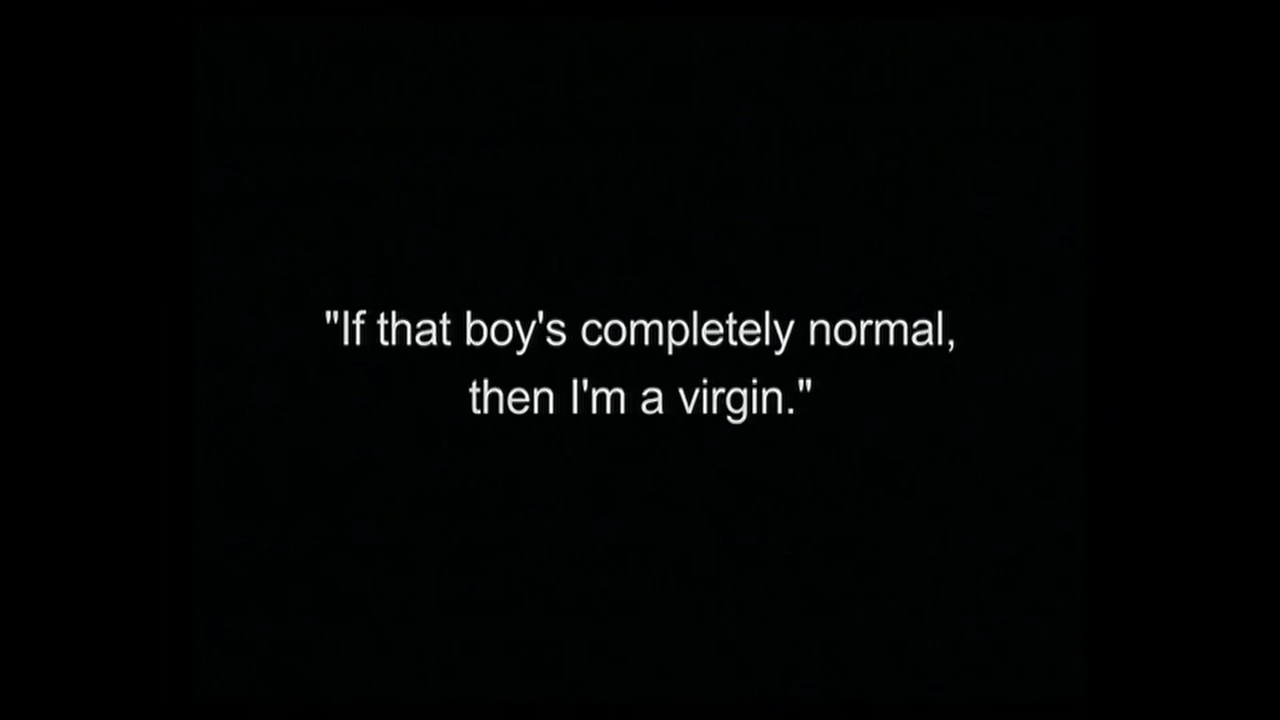 "If that boy's completely normal,
then I'm a virgin."